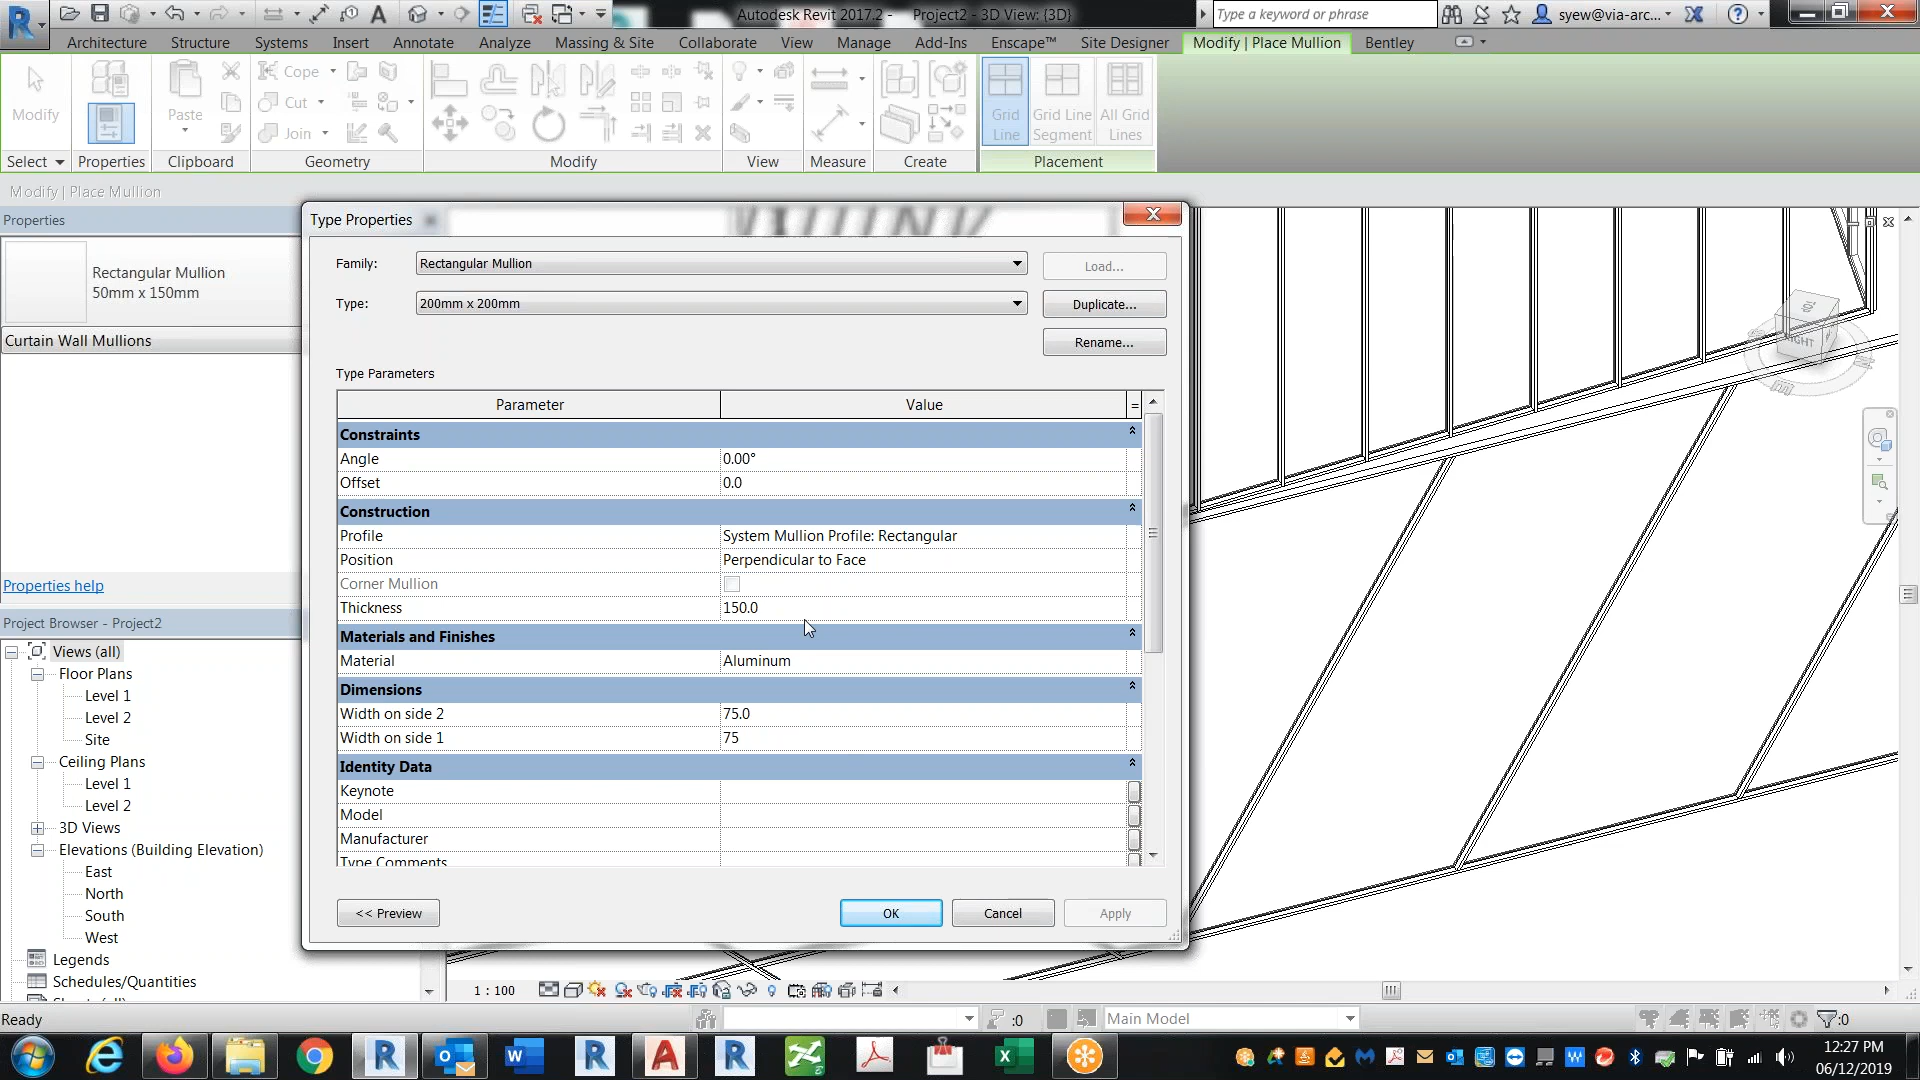 Autodesk Revit 2017.2 - Project2 - 3D View: {3D}
Type a keyword or phrase
syew@via-arc...
Architecture Structure Systems Insert Annotate Analyze Massing & Site Collaborate View Manage Add-Ins Enscape™ Site Designer Modify | Place Mullion Bentley
Modify
Paste
Cope
Cut
Join
Grid Line
Grid Line Segment
All Grid Lines
Select Properties Clipboard Geometry Modify View Measure Create Placement
Modify | Place Mullion
Properties
Rectangular Mullion
50mm x 150mm
Curtain Wall Mullions
Properties help
Project Browser - Project2
Views (all)
Floor Plans
Level 1
Level 2
Site
Ceiling Plans
Level 1
Level 2
3D Views
Elevations (Building Elevation)
East
North
South
West
Legends
Schedules/Quantities
Type Properties
Family: Rectangular Mullion Load...
Type: 200mm x 200mm Duplicate...
Rename...
Type Parameters
Parameter Value =
Constraints
Angle 0.00°
Offset 0.0
Construction
Profile System Mullion Profile: Rectangular
Position Perpendicular to Face
Corner Mullion
Thickness 150.0
Materials and Finishes
Material Aluminum
Dimensions
Width on side 2 75.0
Width on side 1 75
Identity Data
Keynote
Model
Manufacturer
Type Comments
<< Preview OK Cancel Apply
TOP
RIGHT
1 : 100
Ready
:0
Main Model
:0
12:27 PM
06/12/2019